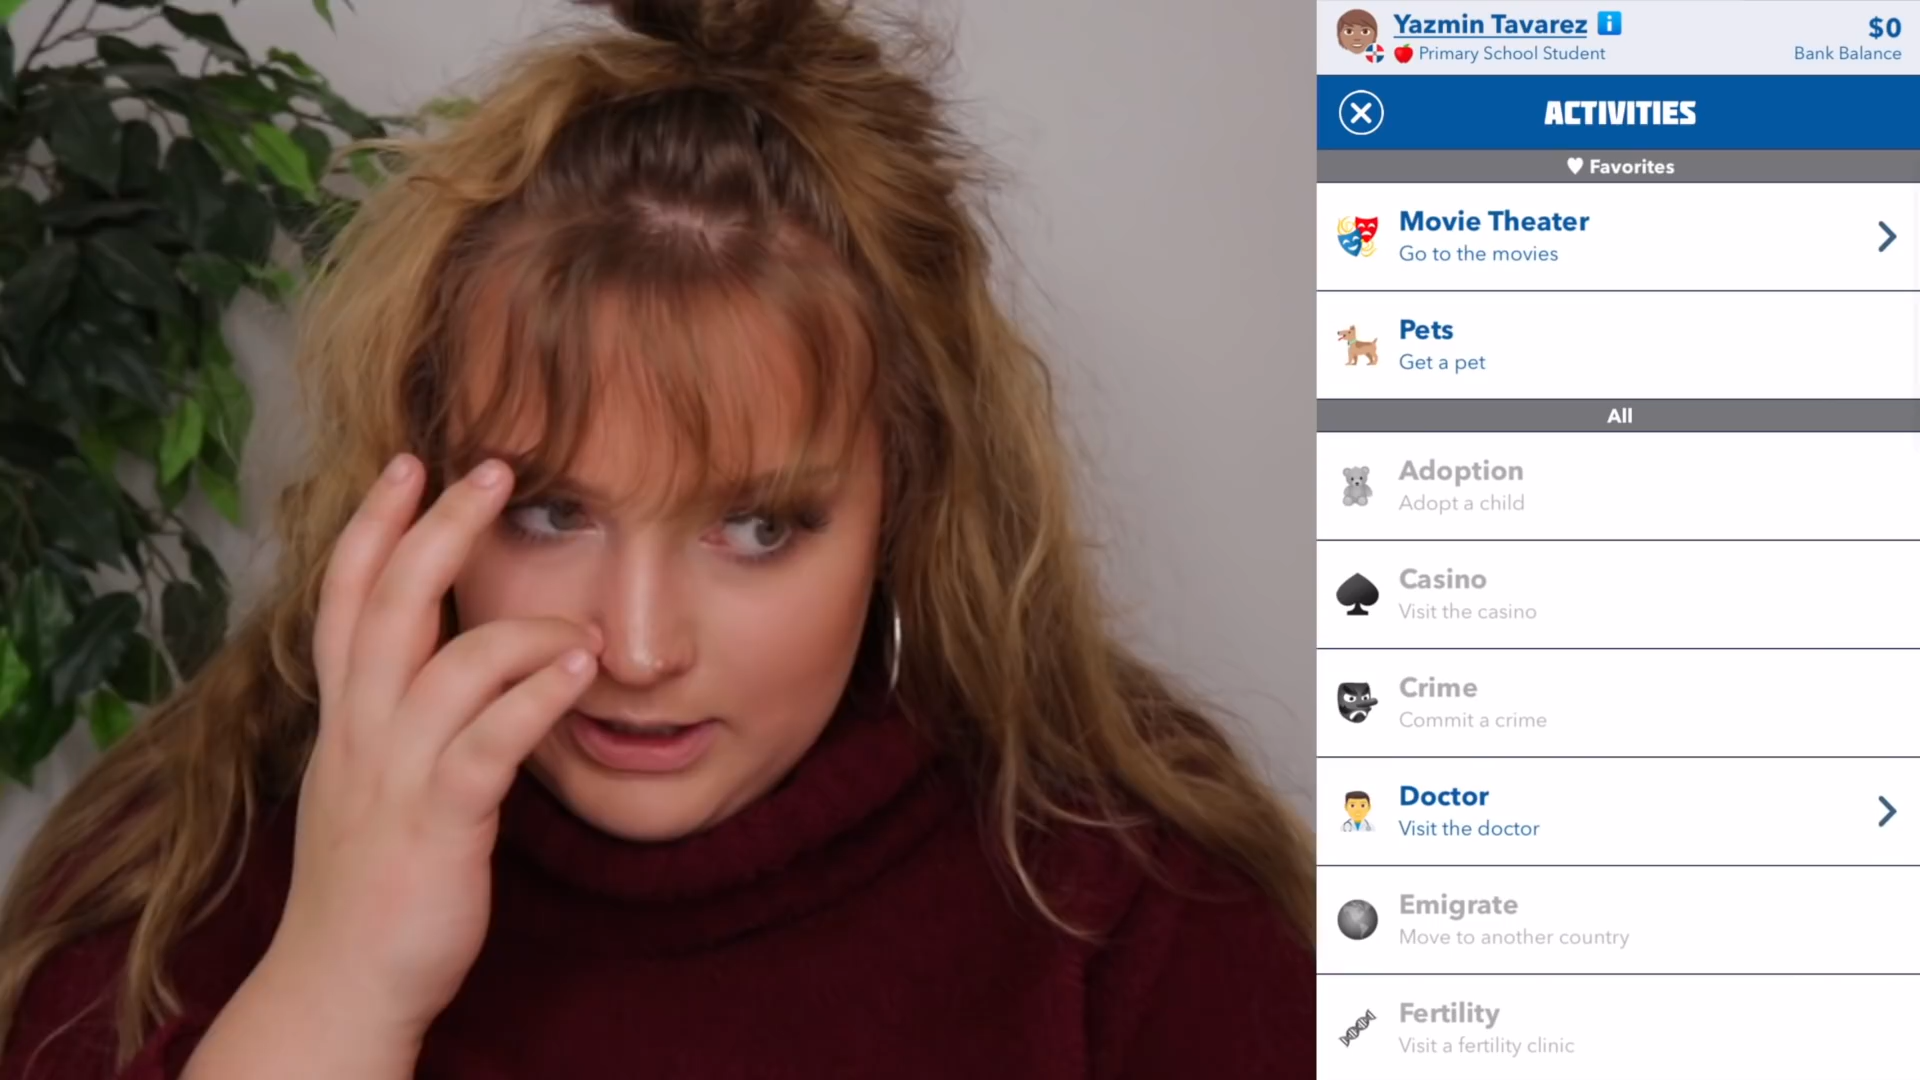 Yazmin Tavarez
$0
Primary School Student
Bank Balance
ACTIVITIES
Favorites
Movie Theater
Go to the movies
Pets
Get a pet
All
Adoption
Adopt a child
Casino
Visit the casino
Crime
Commit a crime
Doctor
Visit the doctor
Emigrate
Move to another country
Fertility
Visit a fertility clinic